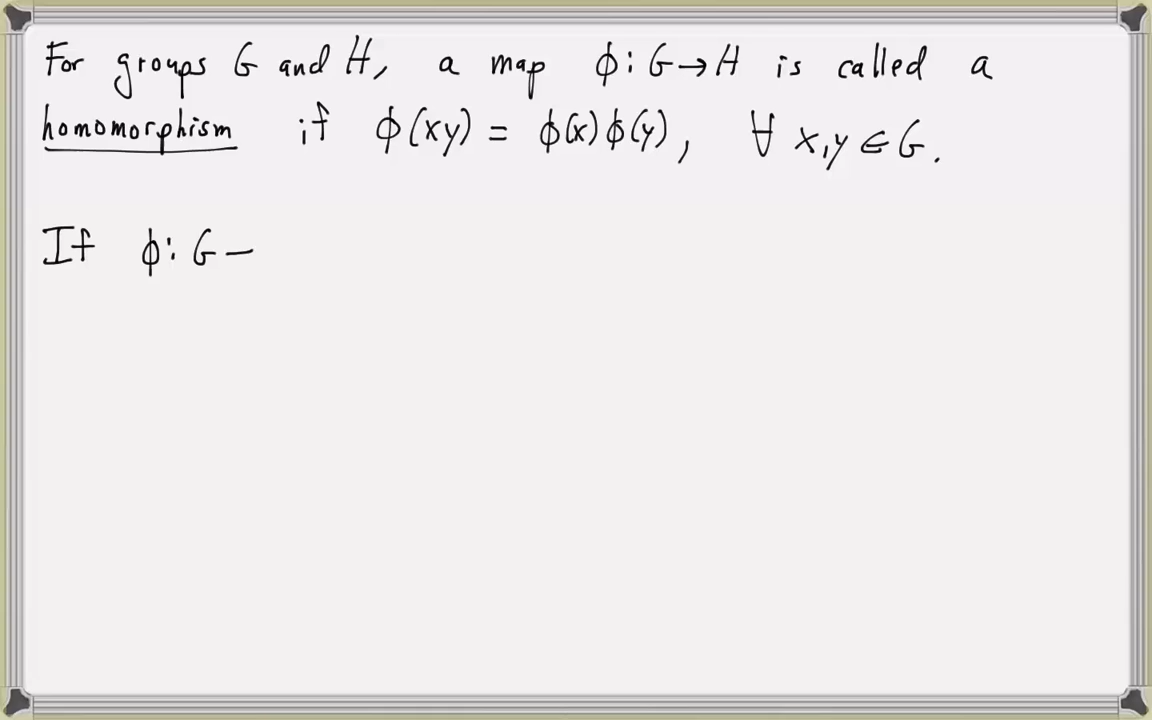 For groups G and H, a map ϕ: G→H is called a
homomorphism if ϕ(xy) = ϕ(x)ϕ(y), ∀ x,y ∈ G.
If ϕ: G —